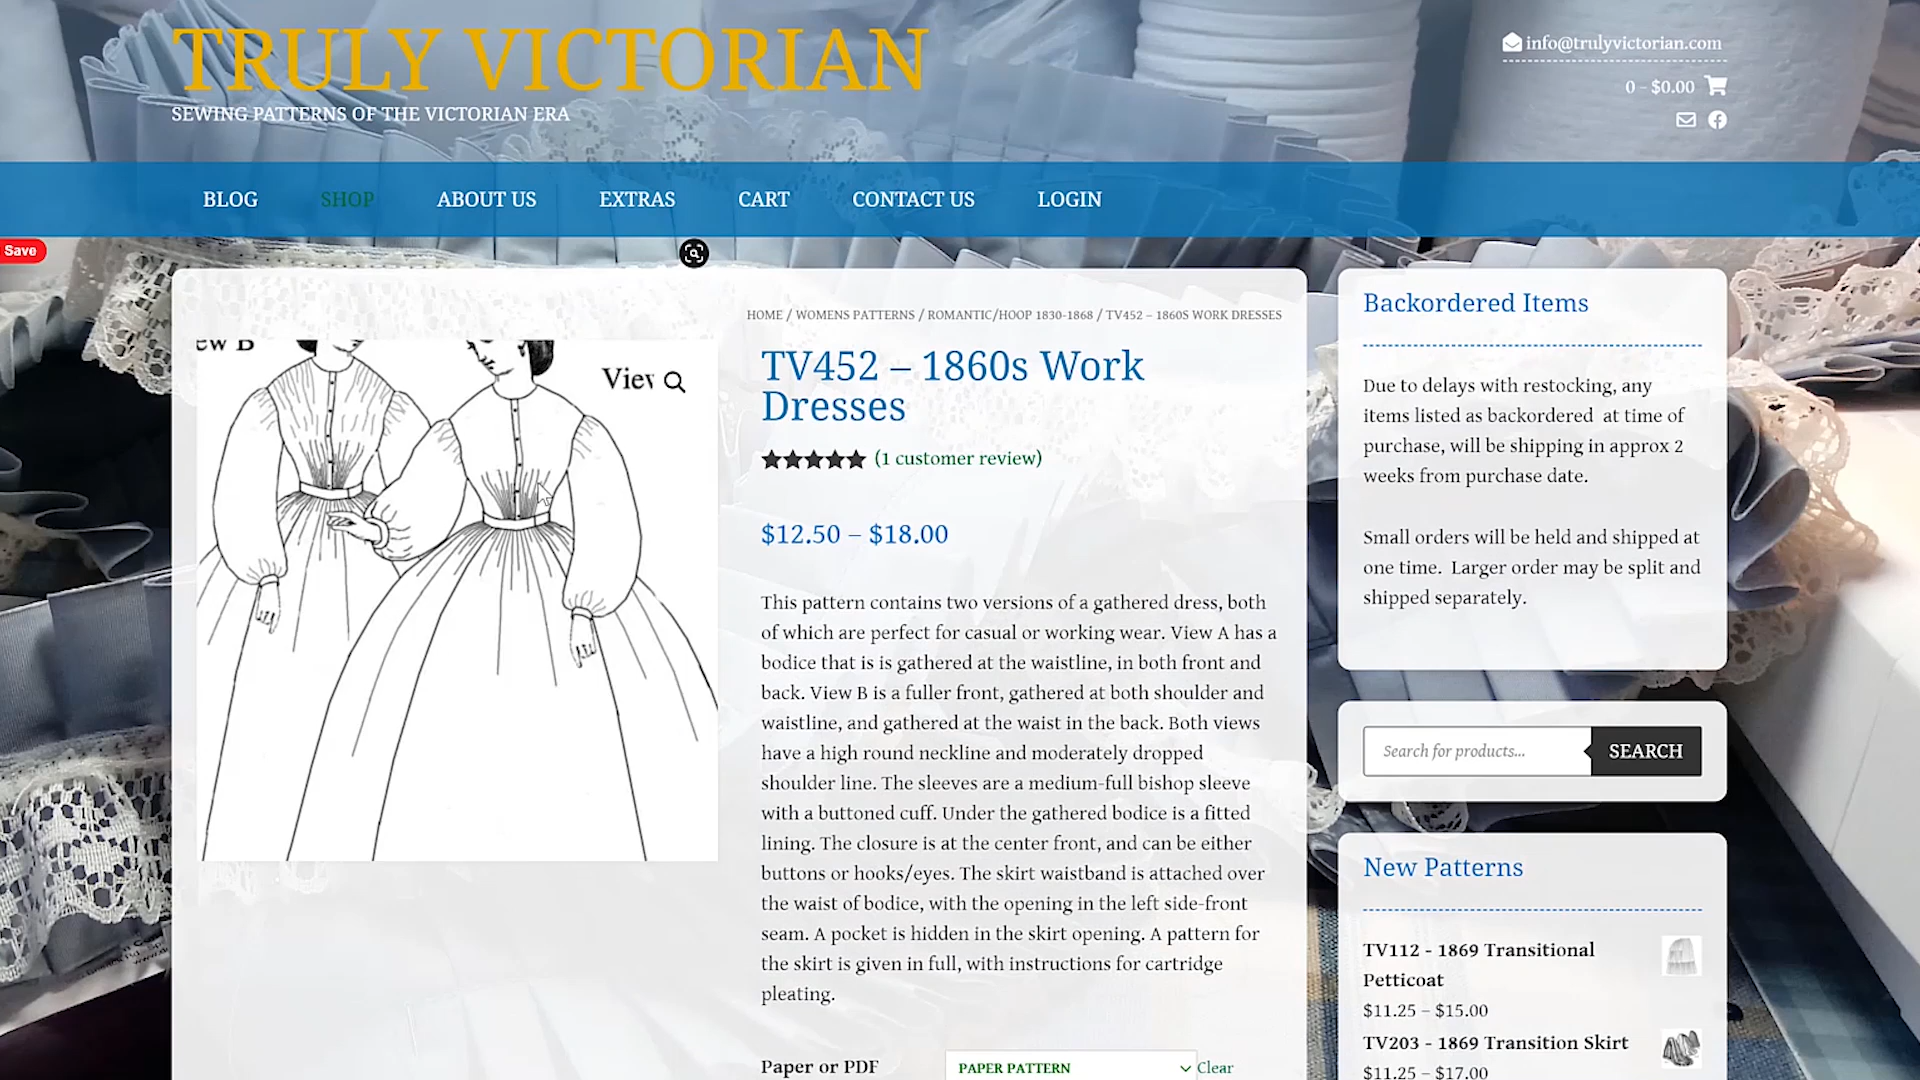 TRULY VICTORIAN
SEWING PATTERNS OF THE VICTORIAN ERA
info@trulyvictorian.com
0 - $0.00
BLOG
SHOP
ABOUT US
EXTRAS
CART
CONTACT US
LOGIN
Save
HOME / WOMENS PATTERNS / ROMANTIC/HOOP 1830-1868 / TV452 – 1860S WORK DRESSES
ew B
View
TV452 – 1860s Work
Dresses
(1 customer review)
$12.50 – $18.00
This pattern contains two versions of a gathered dress, both
of which are perfect for casual or working wear. View A has a
bodice that is is gathered at the waistline, in both front and
back. View B is a fuller front, gathered at both shoulder and
waistline, and gathered at the waist in the back. Both views
have a high round neckline and moderately dropped
shoulder line. The sleeves are a medium-full bishop sleeve
with a buttoned cuff. Under the gathered bodice is a fitted
lining. The closure is at the center front, and can be either
buttons or hooks/eyes. The skirt waistband is attached over
the waist of bodice, with the opening in the left side-front
seam. A pocket is hidden in the skirt opening. A pattern for
the skirt is given in full, with instructions for cartridge
pleating.
Paper or PDF
PAPER PATTERN
Clear
Backordered Items
Due to delays with restocking, any
items listed as backordered at time of
purchase, will be shipping in approx 2
weeks from purchase date.
Small orders will be held and shipped at
one time. Larger order may be split and
shipped separately.
Search for products...
SEARCH
New Patterns
TV112 - 1869 Transitional
Petticoat
$11.25 – $15.00
TV203 - 1869 Transition Skirt
$11.25 – $17.00